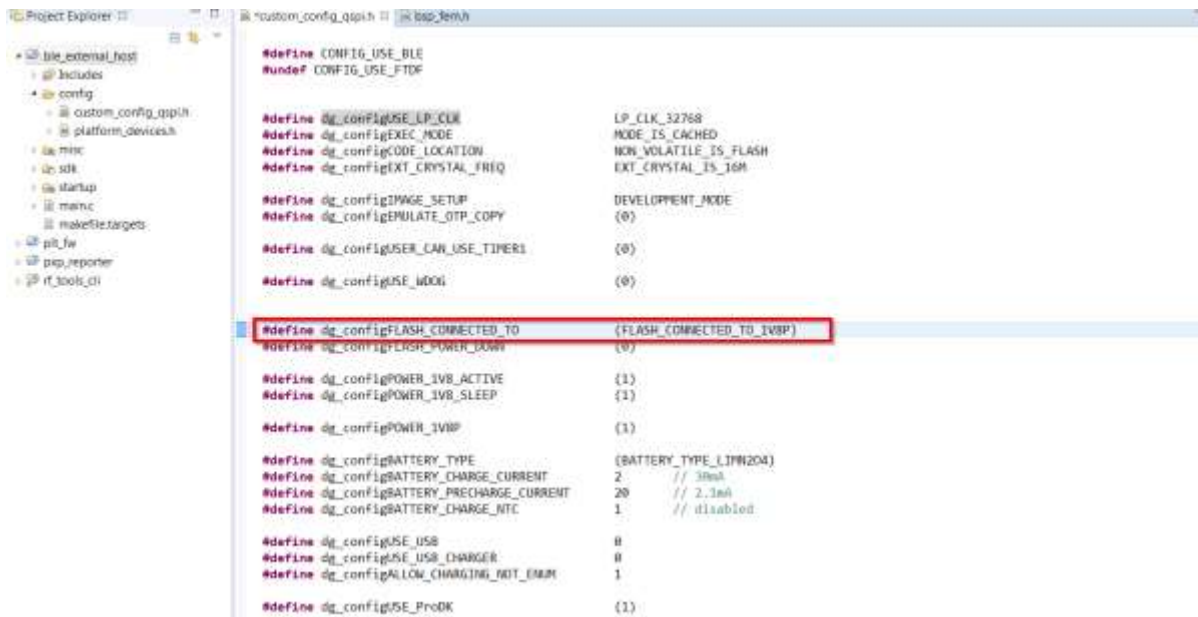 Project Explorer
*custom_config_qspi.h
bsp_fem.h
ble_external_host
Includes
config
custom_config_qspi.h
platform_devices.h
misc
sdk
startup
main.c
makefile.targets
plt_fw
pxp_reporter
rf_tools_cli
#define CONFIG_USE_BLE
#undef CONFIG_USE_FTDF
#define dg_configUSE_LP_CLK LP_CLK_32768
#define dg_configEXEC_MODE MODE_IS_CACHED
#define dg_configCODE_LOCATION NON_VOLATILE_IS_FLASH
#define dg_configEXT_CRYSTAL_FREQ EXT_CRYSTAL_IS_16M
#define dg_configIMAGE_SETUP DEVELOPMENT_MODE
#define dg_configEMULATE_OTP_COPY (0)
#define dg_configUSER_CAN_USE_TIMER1 (0)
#define dg_configUSE_WDOG (0)
#define dg_configFLASH_CONNECTED_TO (FLASH_CONNECTED_TO_1V8P)
#define dg_configFLASH_POWER_DOWN (0)
#define dg_configPOWER_1V8_ACTIVE (1)
#define dg_configPOWER_1V8_SLEEP (1)
#define dg_configPOWER_1V8P (1)
#define dg_configBATTERY_TYPE (BATTERY_TYPE_LIMN2O4)
#define dg_configBATTERY_CHARGE_CURRENT 2 // 30mA
#define dg_configBATTERY_PRECHARGE_CURRENT 20 // 2.1mA
#define dg_configBATTERY_CHARGE_NTC 1 // disabled
#define dg_configUSE_USB 0
#define dg_configUSE_USB_CHARGER 0
#define dg_configALLOW_CHARGING_NOT_ENUM 1
#define dg_configUSE_ProDK (1)